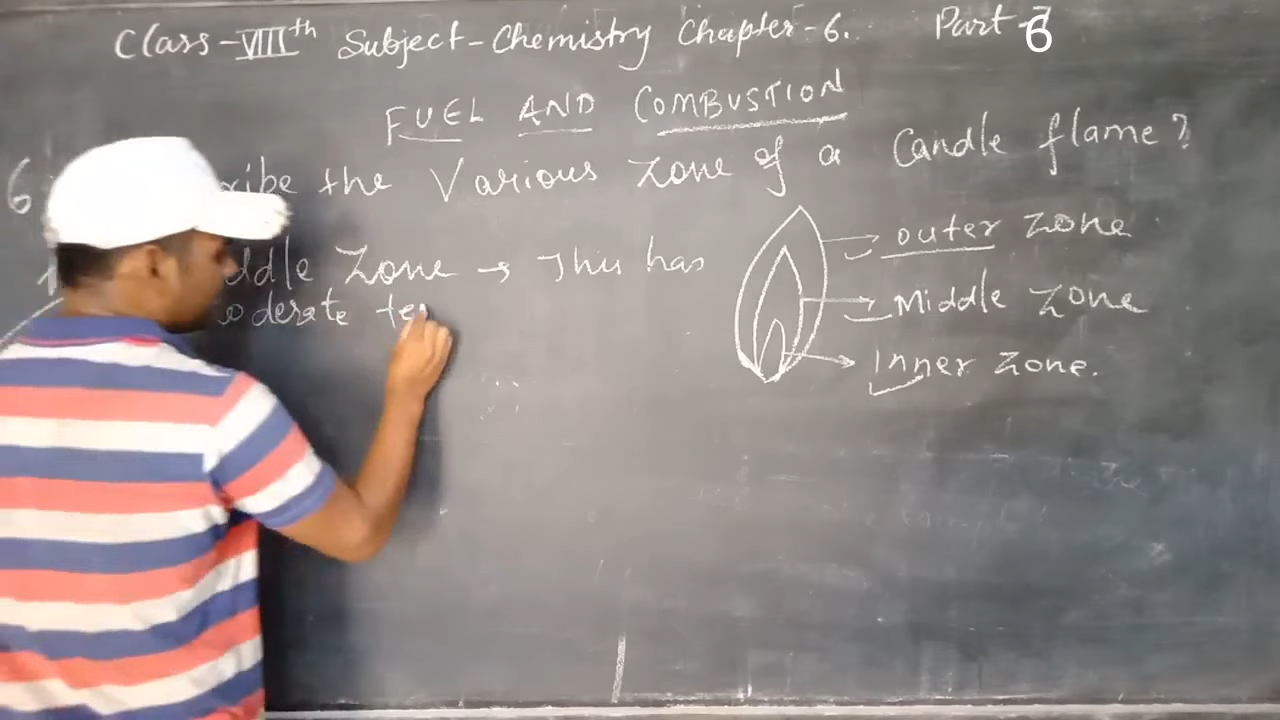 Class-VIIIth Subject-Chemistry Chapter-6. Part-6
FUEL AND COMBUSTION
6 the Various Zone of a Candle flame?
Zone → This has
outer zone
Middle Zone
Inner Zone.